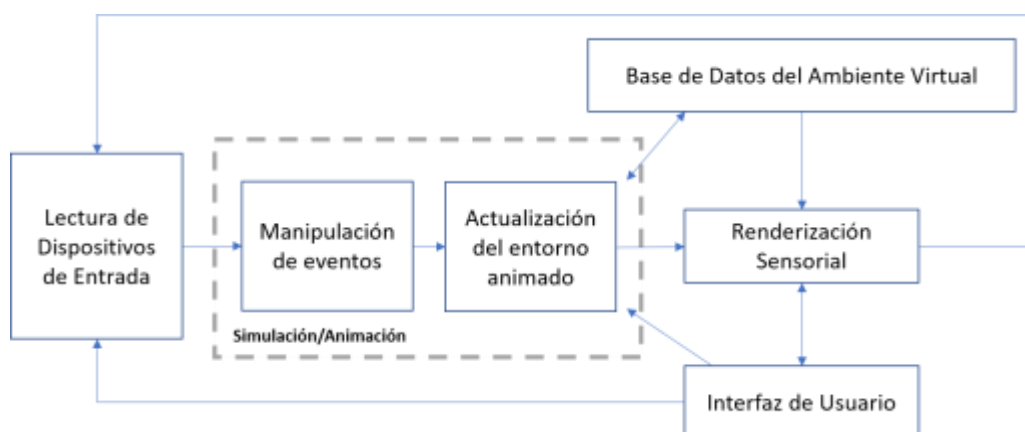 Base de Datos del Ambiente Virtual
Lectura de
Dispositivos
de Entrada
Manipulación
de eventos
Actualización
del entorno
animado
Renderización
Sensorial
Simulación/Animación
Interfaz de Usuario